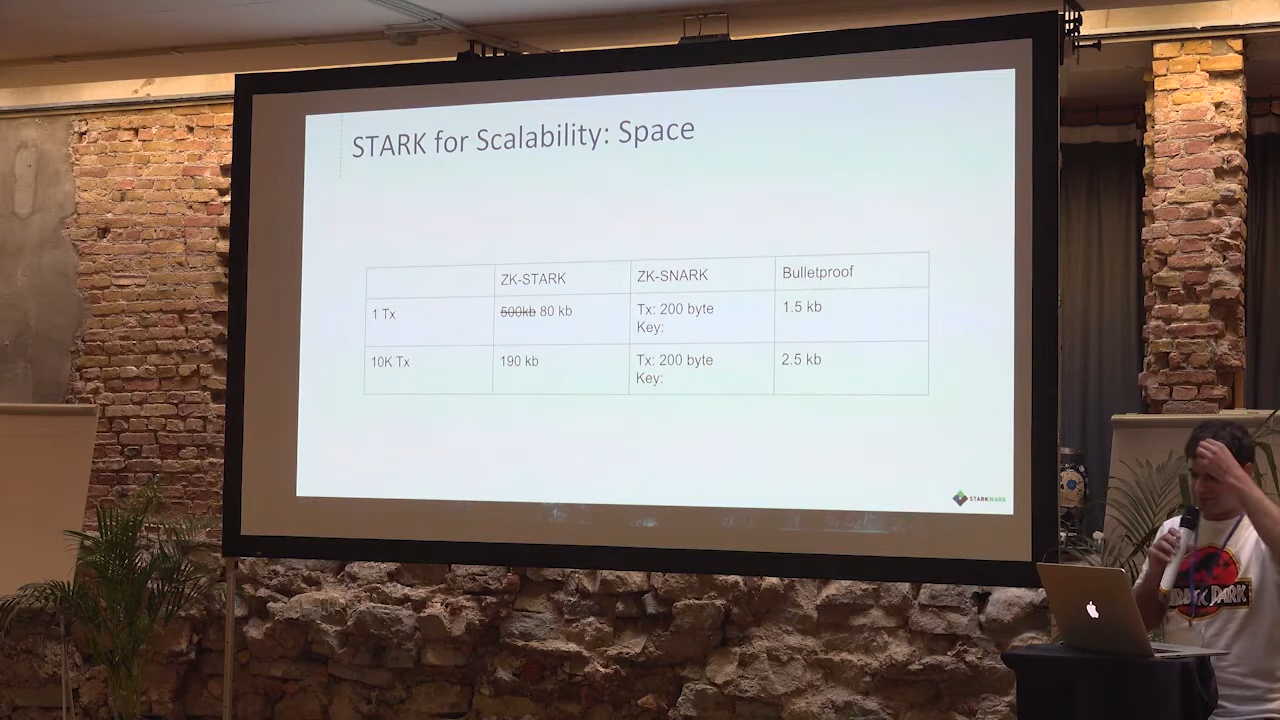 STARK for Scalability: Space
ZK-STARK ZK-SNARK Bulletproof
1 Tx 500kb 80 kb Tx: 200 byte 1.5 kb
Key:
10K Tx 190 kb Tx: 200 byte 2.5 kb
Key:
STARKWARE
PARK